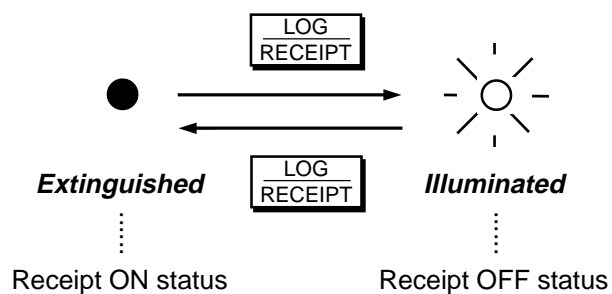 LOG
RECEIPT
LOG
RECEIPT
Extinguished
Illuminated
Receipt ON status
Receipt OFF status